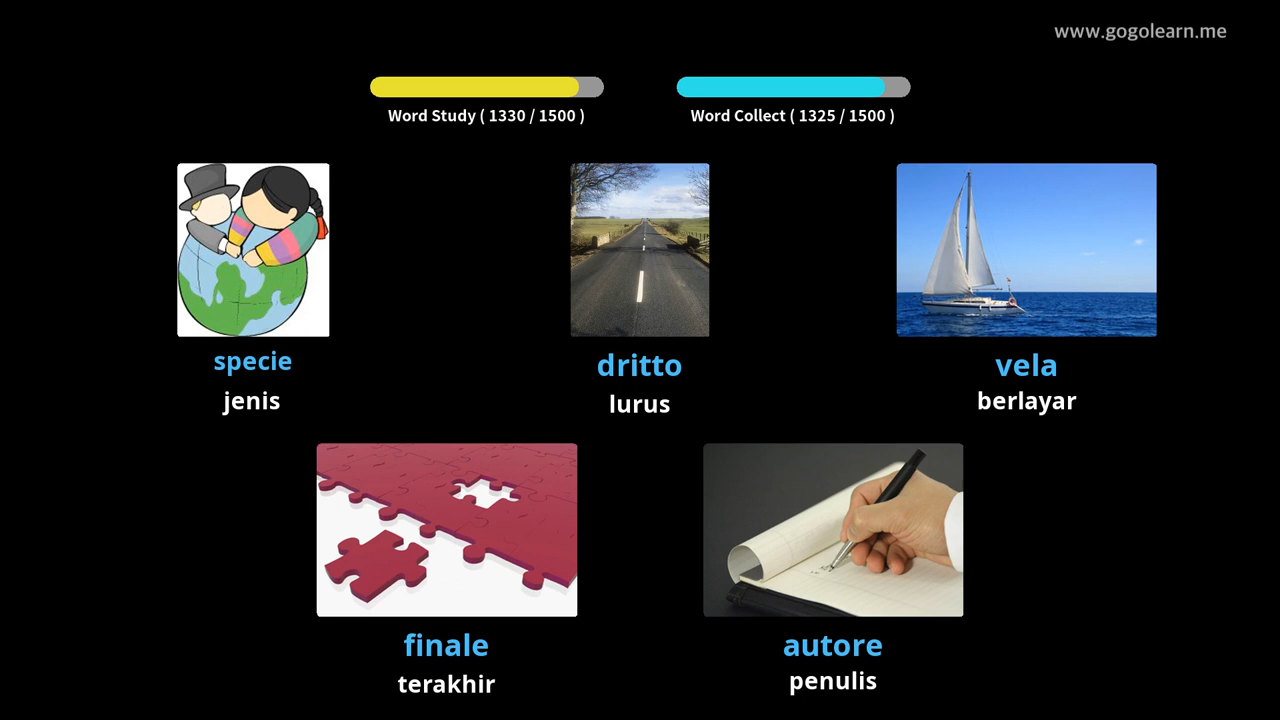 www.gogolearn.me
Word Study ( 1330 / 1500 )
Word Collect ( 1325 / 1500 )
specie
jenis
dritto
lurus
vela
berlayar
finale
terakhir
autore
penulis